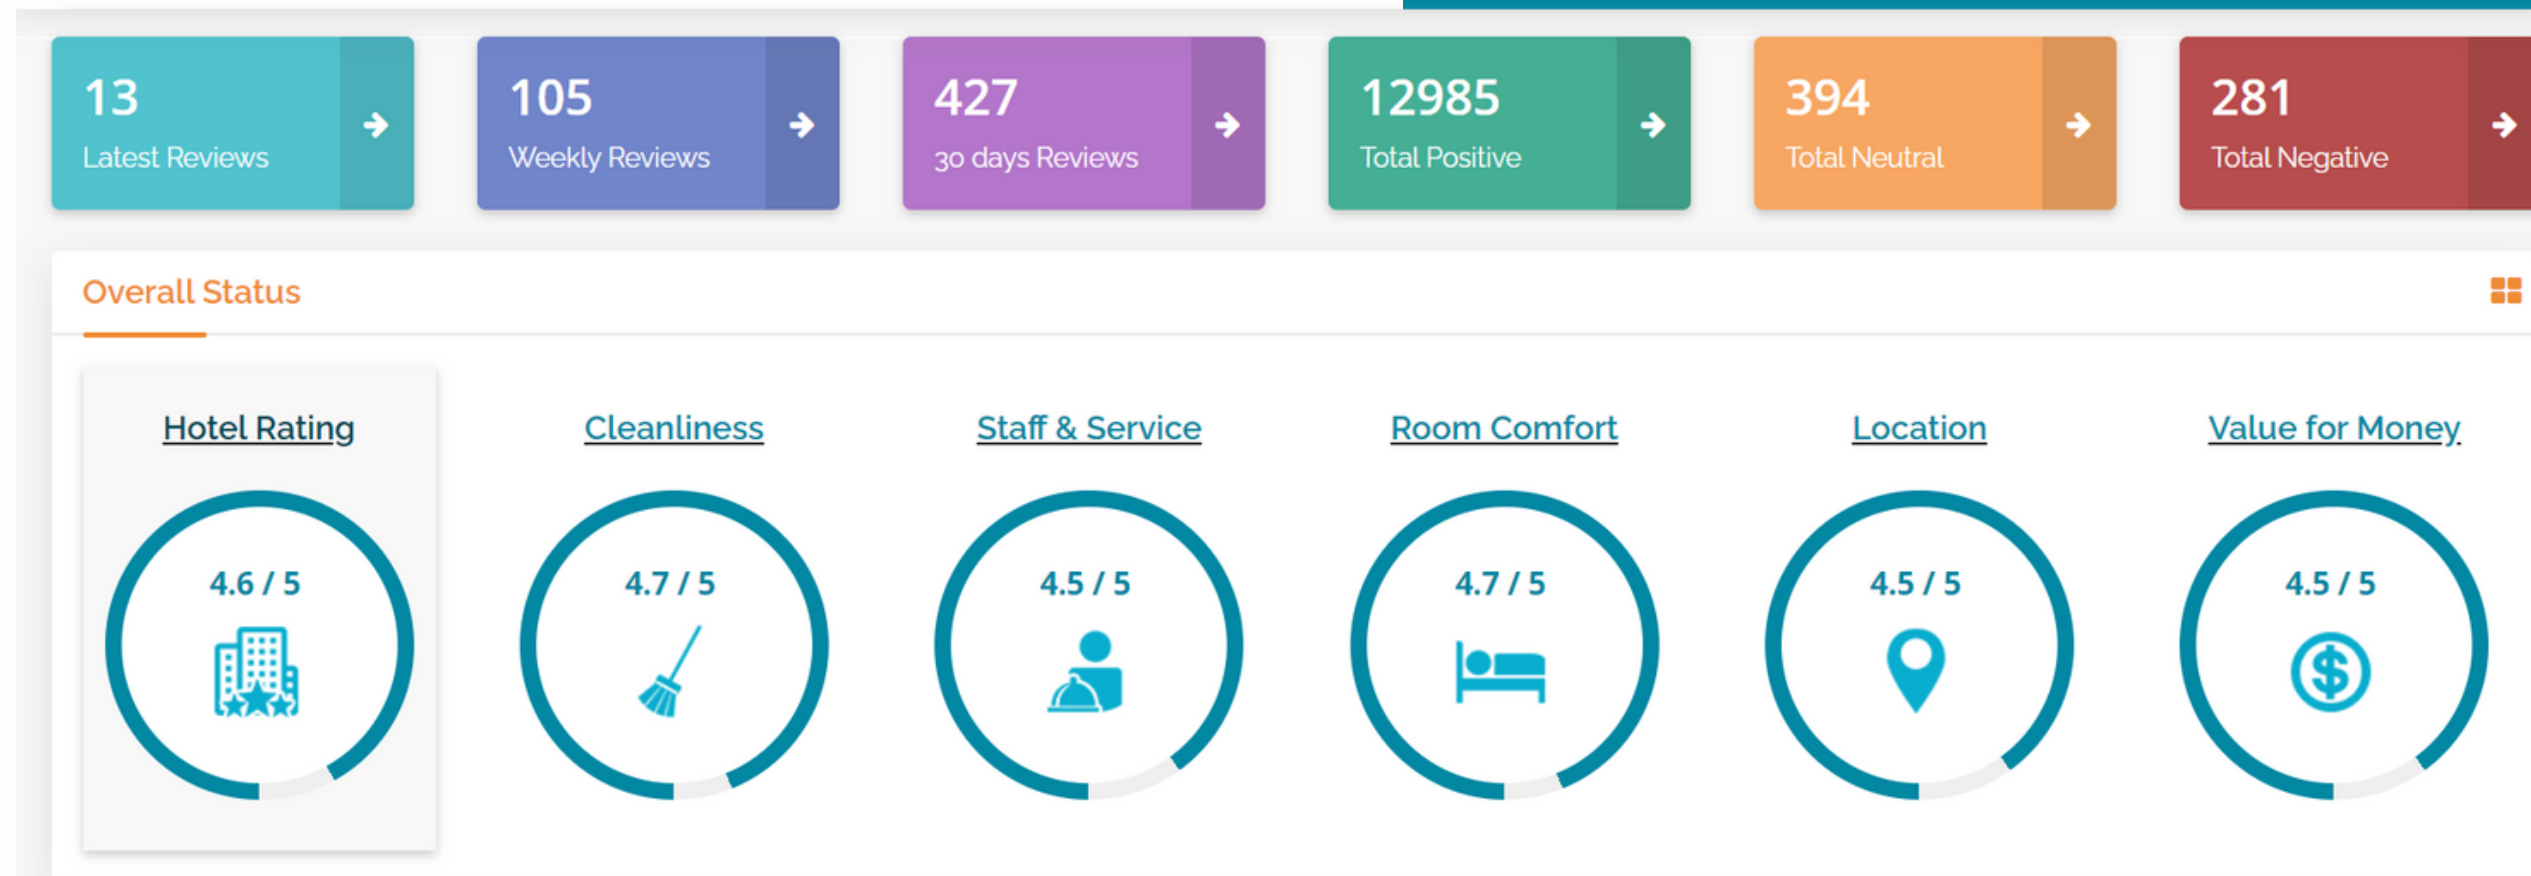 13
Latest Reviews
105
Weekly Reviews
427
30 days Reviews
12985
Total Positive
394
Total Neutral
281
Total Negative
Overall Status
Hotel Rating
4.6 / 5
Cleanliness
4.7 / 5
Staff & Service
4.5 / 5
Room Comfort
4.7 / 5
Location
4.5 / 5
Value for Money
4.5 / 5